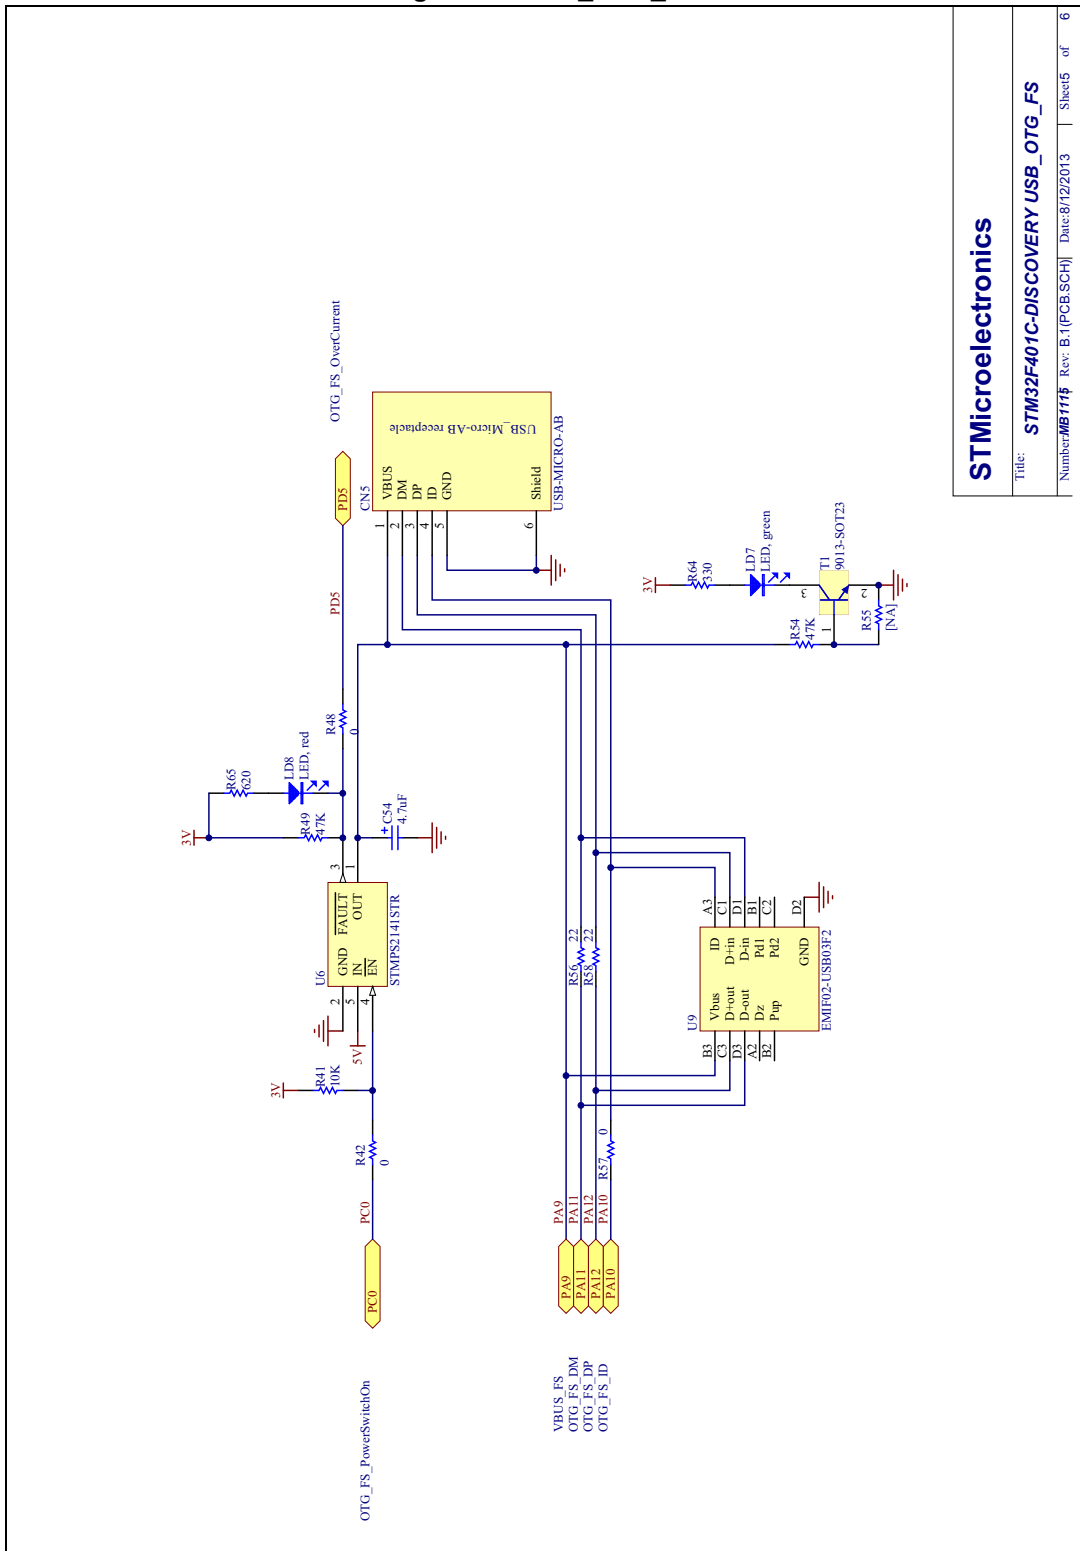 OTG_FS_PowerSwitchOn
PC0
PC0
R42
0
3V
R41
10K
5V
2
5
4
U6
GND
IN
EN
FAULT
OUT
STMPS2141STR
3
1
3V
R49
47K
R65
620
LD8
LED, red
C54
4.7uF
R48
0
PD5
PD5
OTG_FS_OverCurrent
CN5
VBUS
DM
DP
ID
GND
Shield
1
2
3
4
5
6
USB_Micro-AB receptacle
USB-MICRO-AB
VBUS_FS
OTG_FS_DM
OTG_FS_DP
OTG_FS_ID
PA9
PA11
PA12
PA10
PA9
PA11
PA12
PA10
R57
0
R56
22
R58
22
U9
B3
C3
D3
A2
B2
Vbus
D+out
D-out
Dz
Pup
ID
D+in
D-in
Pd1
Pd2
GND
A3
C1
D1
B1
C2
D2
EMIF02-USB03F2
3V
R64
330
LD7
LED, green
R54
47K
1
3
2
T1
9013-SOT23
R55
[NA]
STMicroelectronics
Title:
STM32F401C-DISCOVERY USB_OTG_FS
Number:MB1115 Rev: B.1(PCB.SCH) Date:8/12/2013 Sheet5 of 6